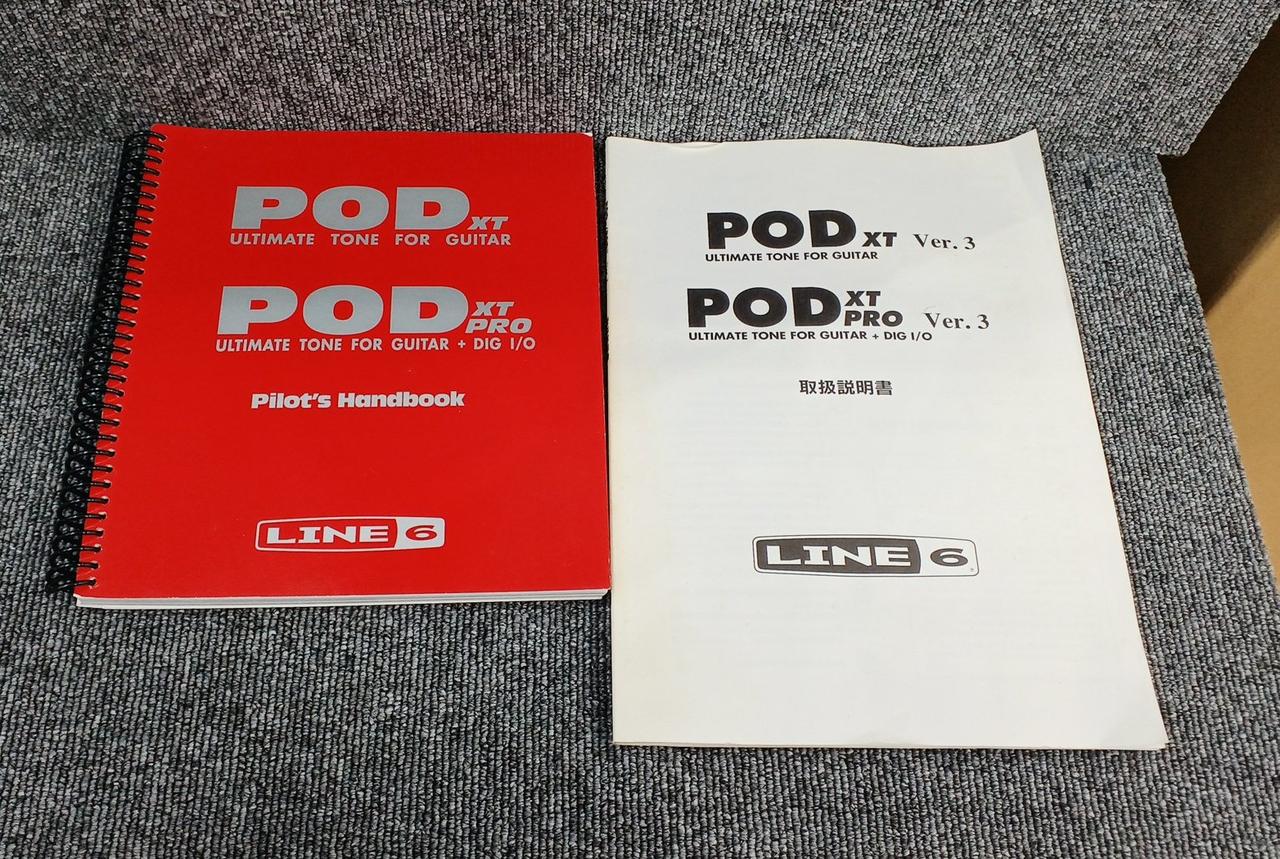 POD XT
ULTIMATE TONE FOR GUITAR
POD XT PRO
ULTIMATE TONE FOR GUITAR + DIG I/O
Pilot's Handbook
LINE 6
POD XT Ver. 3
ULTIMATE TONE FOR GUITAR
POD XT PRO Ver. 3
ULTIMATE TONE FOR GUITAR + DIG I/O
取扱説明書
LINE 6